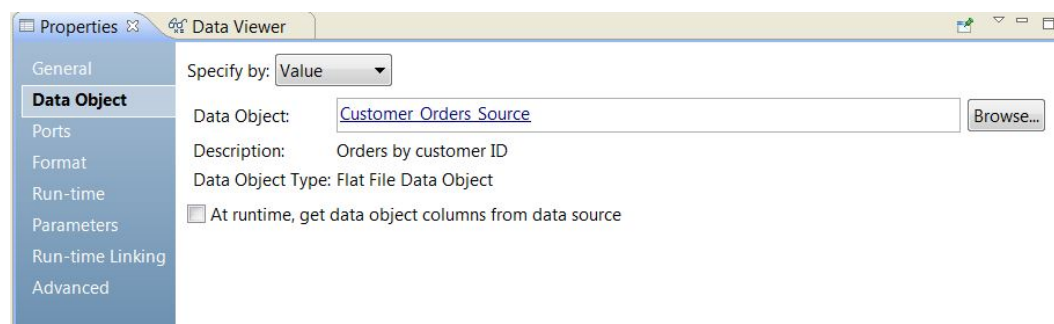 Properties Data Viewer
General
Data Object
Ports
Format
Run-time
Parameters
Run-time Linking
Advanced
Specify by: Value
Data Object: Customer_Orders_Source Browse...
Description: Orders by customer ID
Data Object Type: Flat File Data Object
At runtime, get data object columns from data source